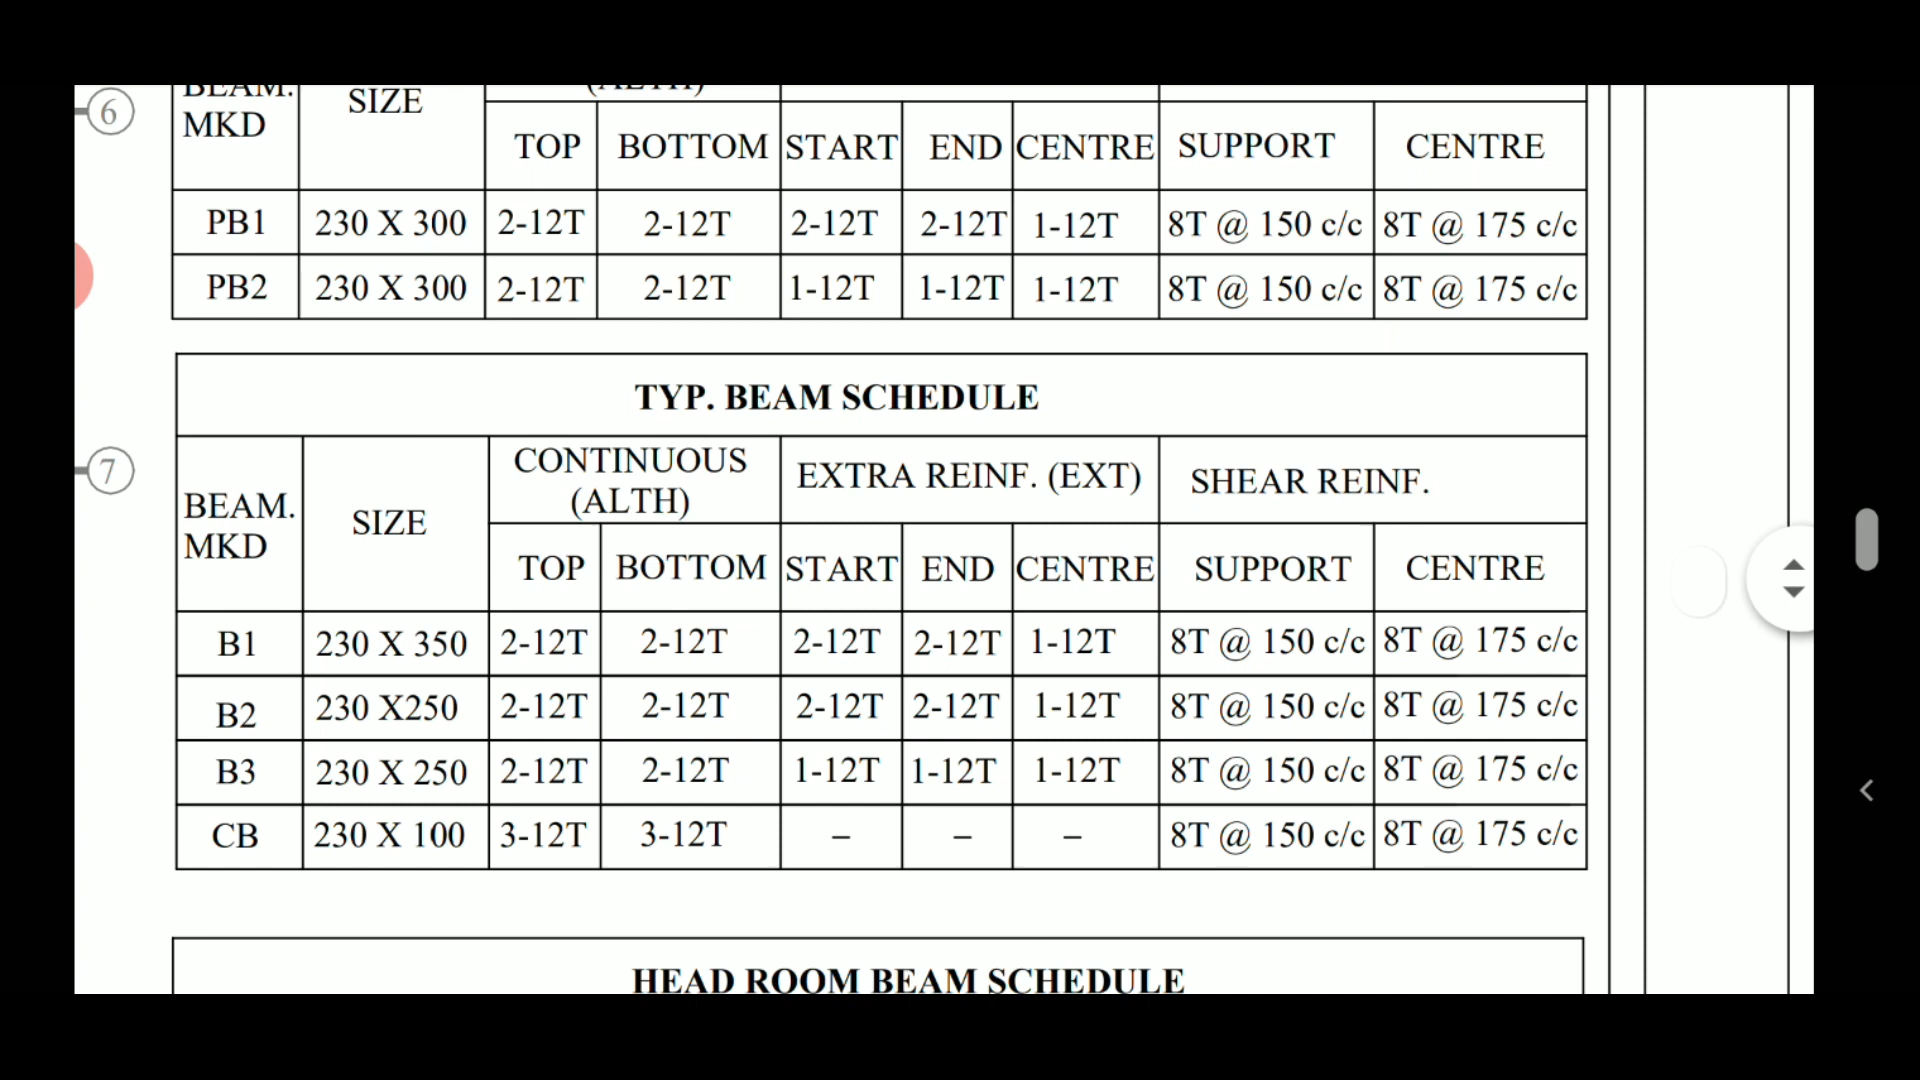 6
BEAM.
MKD
SIZE
(ALTH)
TOP BOTTOM START END CENTRE SUPPORT CENTRE
PB1 230 X 300 2-12T 2-12T 2-12T 2-12T 1-12T 8T @ 150 c/c 8T @ 175 c/c
PB2 230 X 300 2-12T 2-12T 1-12T 1-12T 1-12T 8T @ 150 c/c 8T @ 175 c/c
TYP. BEAM SCHEDULE
7
BEAM.
MKD
SIZE
CONTINUOUS
(ALTH)
EXTRA REINF. (EXT)
SHEAR REINF.
TOP BOTTOM START END CENTRE SUPPORT CENTRE
B1 230 X 350 2-12T 2-12T 2-12T 2-12T 1-12T 8T @ 150 c/c 8T @ 175 c/c
B2 230 X250 2-12T 2-12T 2-12T 2-12T 1-12T 8T @ 150 c/c 8T @ 175 c/c
B3 230 X 250 2-12T 2-12T 1-12T 1-12T 1-12T 8T @ 150 c/c 8T @ 175 c/c
CB 230 X 100 3-12T 3-12T – – – 8T @ 150 c/c 8T @ 175 c/c
HEAD ROOM BEAM SCHEDULE